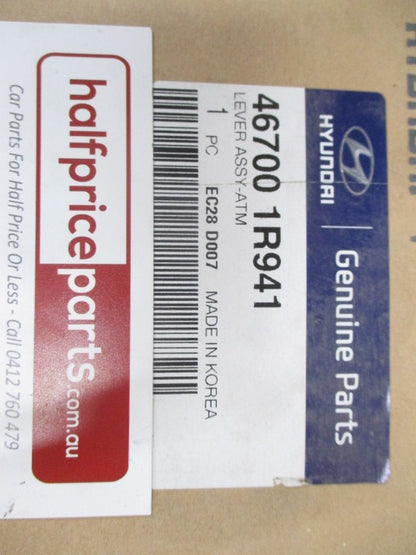 HYUNDAI
Genuine Parts
46700 1R941
LEVER ASSY-ATM
1 PC EC28 D007 MADE IN KOREA
halfpriceparts.com.au
Car Parts For Half Price Or Less - Call 0412 760 479